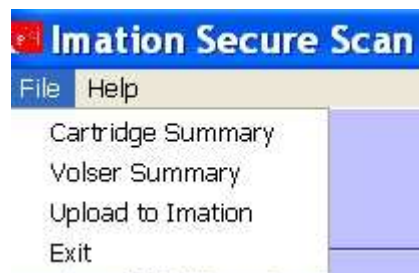 Imation Secure Scan
File Help
Cartridge Summary
Volser Summary
Upload to Imation
Exit